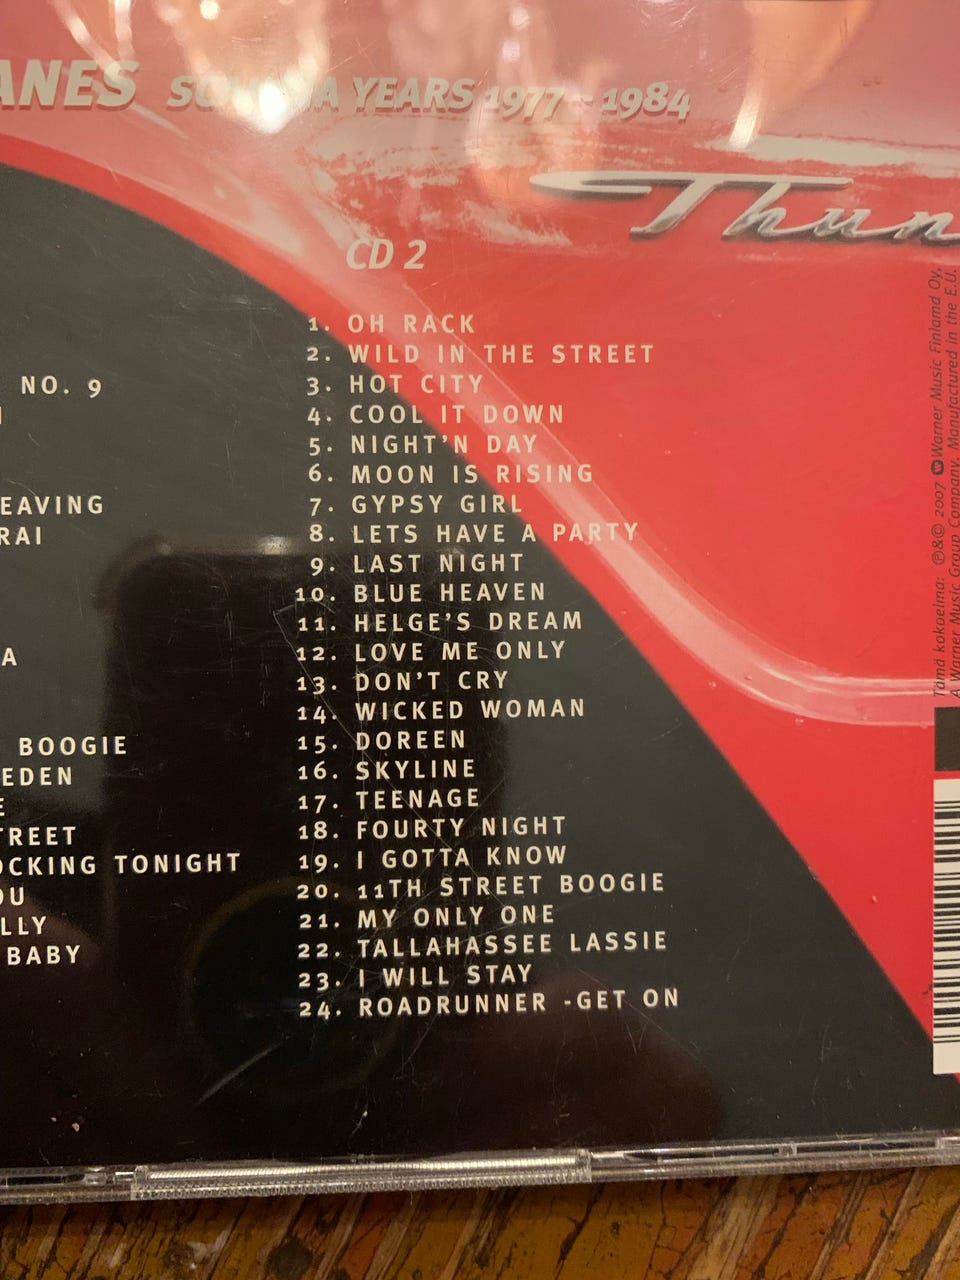 ANES YEARS 1977 - 1984
Thun
CD 2
1. OH RACK
2. WILD IN THE STREET
3. HOT CITY
4. COOL IT DOWN
5. NIGHT'N DAY
6. MOON IS RISING
7. GYPSY GIRL
8. LETS HAVE A PARTY
9. LAST NIGHT
10. BLUE HEAVEN
11. HELGE'S DREAM
12. LOVE ME ONLY
13. DON'T CRY
14. WICKED WOMAN
15. DOREEN
16. SKYLINE
17. TEENAGE
18. FOURTY NIGHT
19. I GOTTA KNOW
20. 11TH STREET BOOGIE
21. MY ONLY ONE
22. TALLAHASSEE LASSIE
23. I WILL STAY
24. ROADRUNNER -GET ON
NO. 9
EAVING
RAI
A
BOOGIE
EDEN
E
TREET
OCKING TONIGHT
OU
LLY
BABY
Tämä kokoelma: ℗&© 2007 Warner Music Finlamd Oy,
A Warner Music Group Company. Manufactured in the E.U.